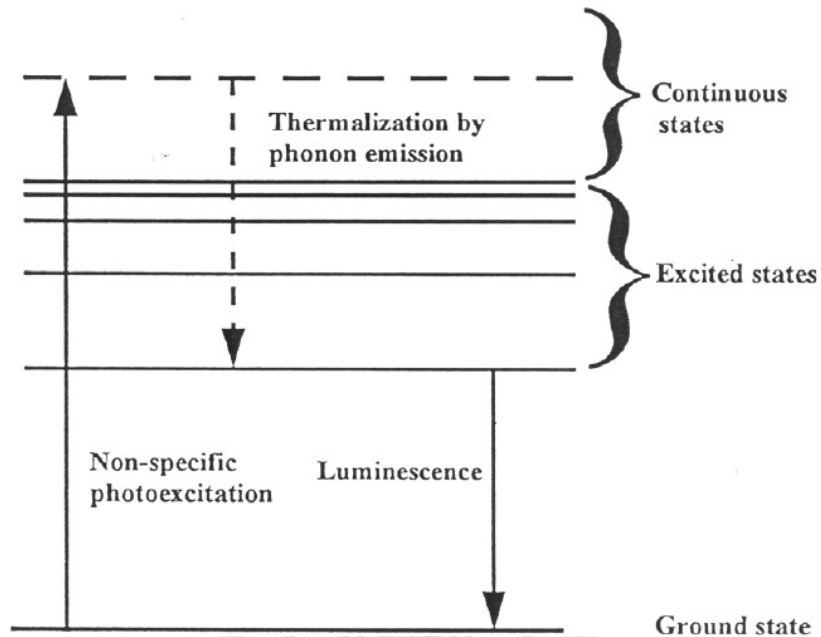 Continuous
states
Thermalization by
phonon emission
Excited states
Non-specific
photoexcitation
Luminescence
Ground state